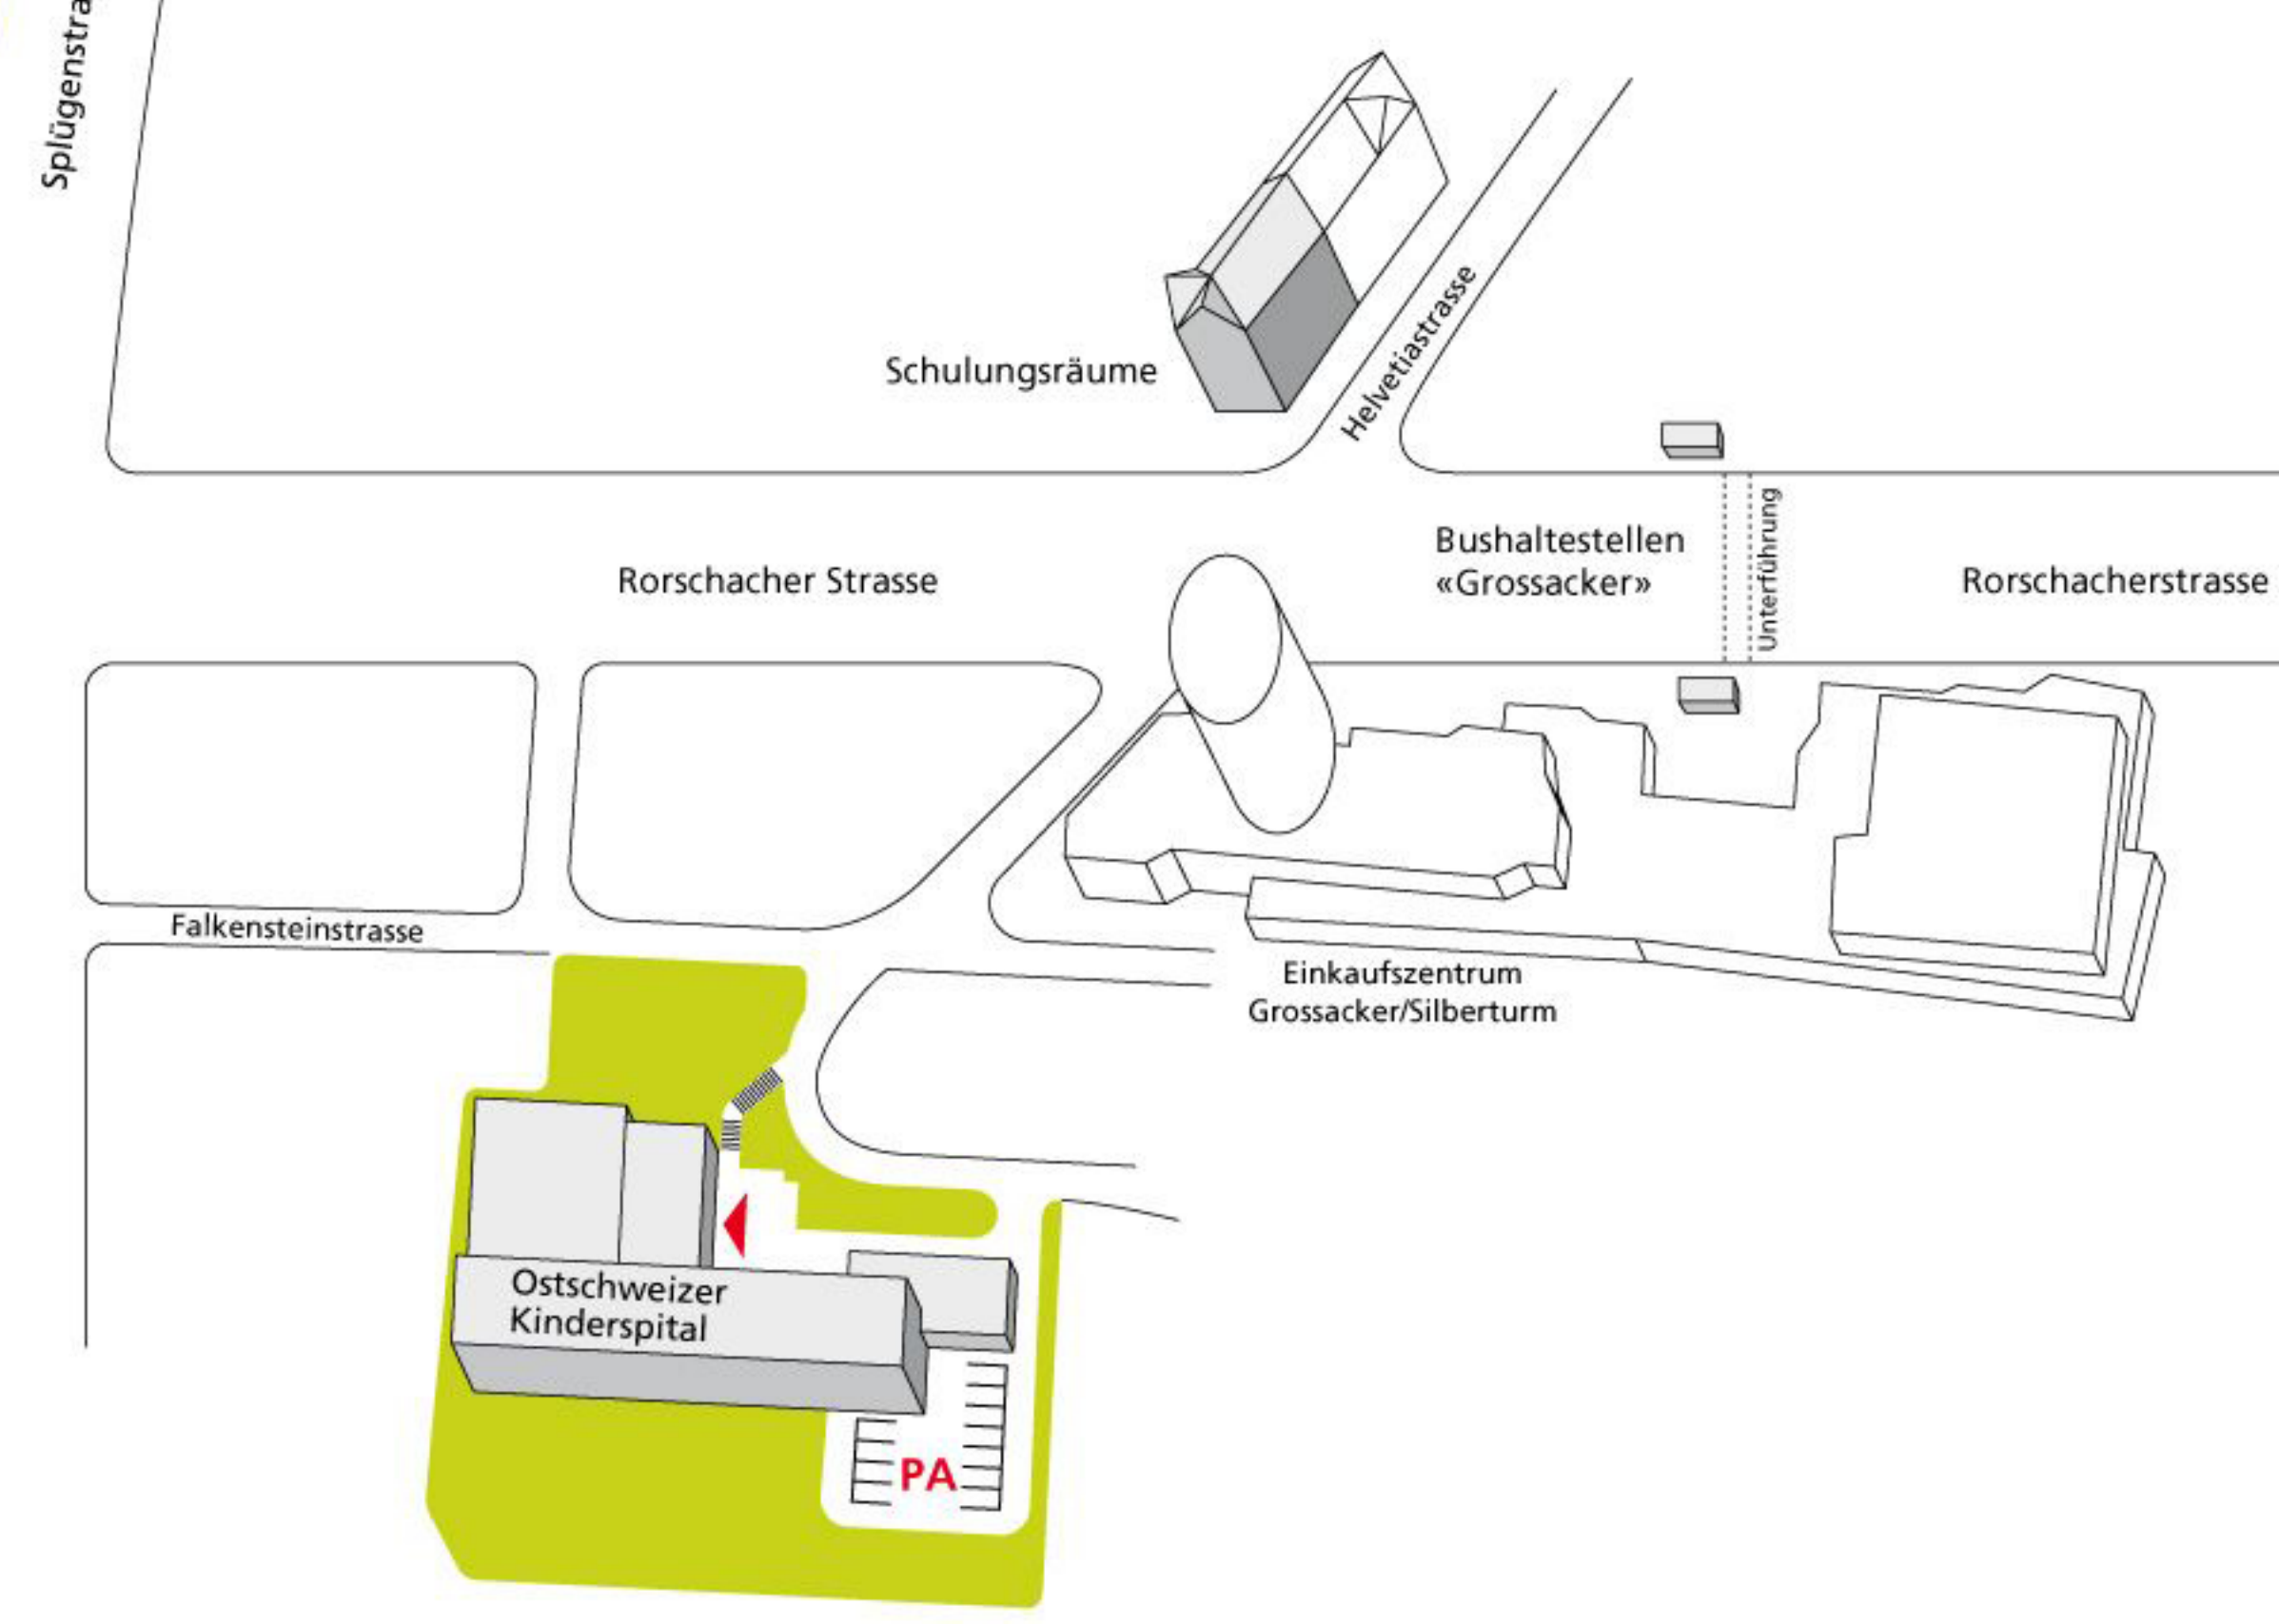 Splügenstra
Schulungsräume
Helvetiastrasse
Bushaltestellen
«Grossacker»
Unterführung
Rorschacher Strasse
Rorschacherstrasse
Falkensteinstrasse
Einkaufszentrum
Grossacker/Silberturm
Ostschweizer
Kinderspital
PA